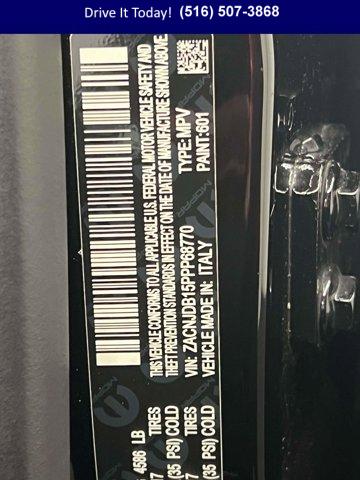 Drive It Today! (516) 507-3868
THIS VEHICLE CONFORMS TO ALL APPLICABLE U.S. FEDERAL MOTOR VEHICLE SAFETY AND
THEFT PREVENTION STANDARDS IN EFFECT ON THE DATE OF MANUFACTURE SHOWN ABOVE.
VIN: ZACNJDB15PPP68770 TYPE: MPV
VEHICLE MADE IN: ITALY PAINT: 601
4586 LB
TIRES
(35 PSI) COLD
TIRES
(35 PSI) COLD
MOPAR